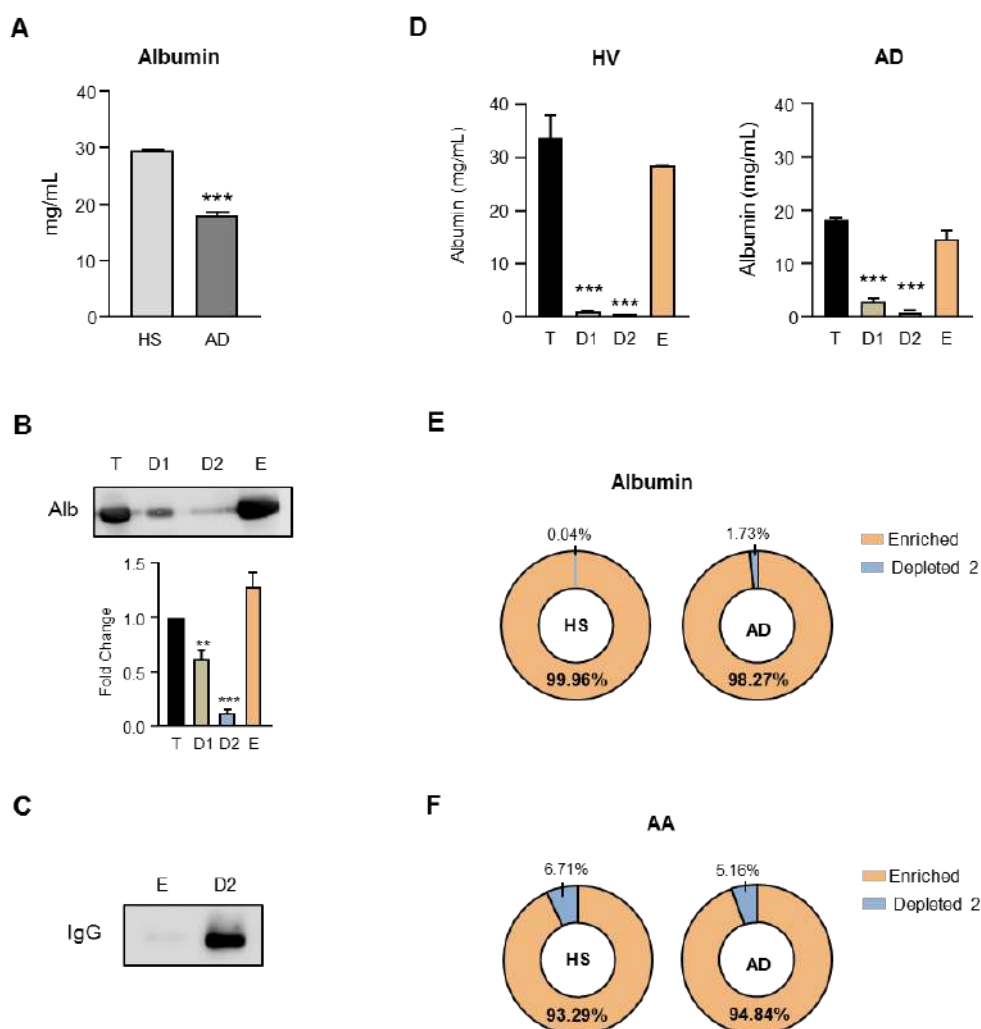 A
Albumin
mg/mL
40
30
20
10
0
***
HS AD
B
T D1 D2 E
Alb
Fold Change
1.5
1.0
0.5
0.0
**
***
T D1 D2 E
C
E D2
IgG
D
HV
Albumin (mg/mL)
40
30
20
10
0
***
***
T D1 D2 E
AD
Albumin (mg/mL)
40
30
20
10
0
***
***
T D1 D2 E
E
Albumin
0.04%
HS
99.96%
1.73%
AD
98.27%
Enriched
Depleted 2
F
AA
6.71%
HS
93.29%
5.16%
AD
94.84%
Enriched
Depleted 2